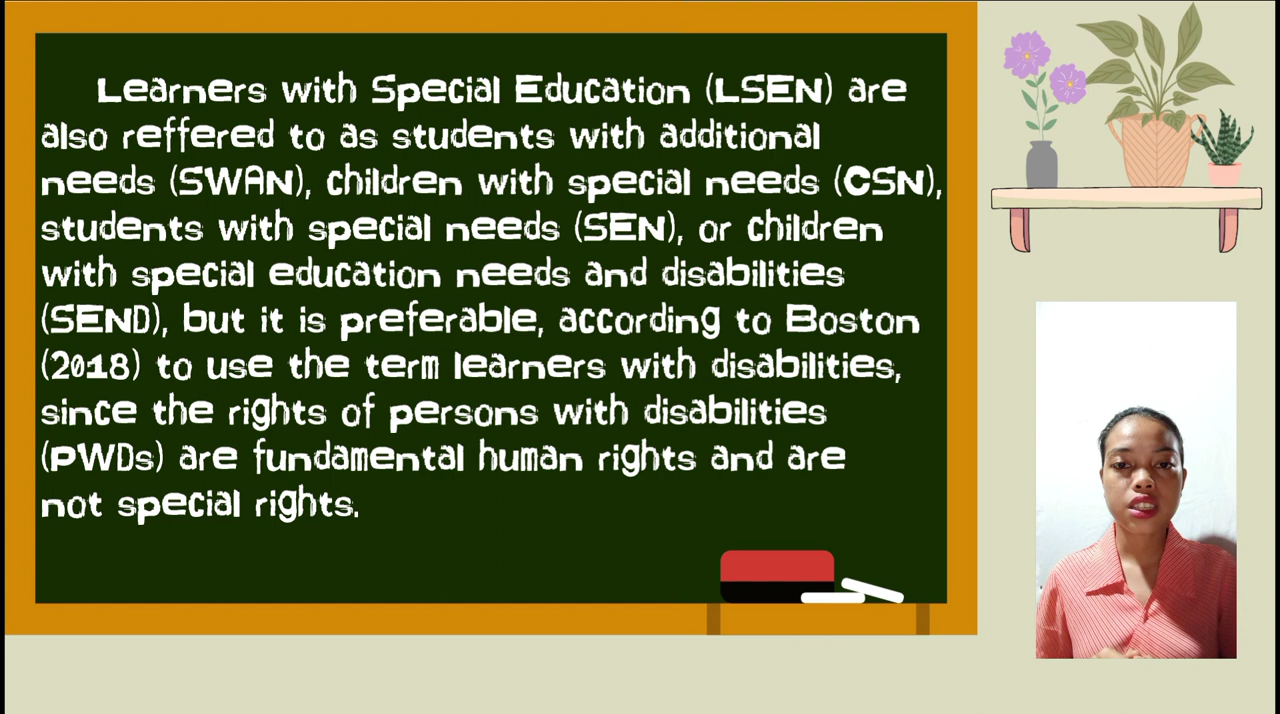 Learners with Special Education (LSEN) are
also reffered to as students with additional
needs (SWAN), children with special needs (CSN),
students with special needs (SEN), or children
with special education needs and disabilities
(SEND), but it is preferable, according to Boston
(2018) to use the term learners with disabilities,
since the rights of persons with disabilities
(PWDs) are fundamental human rights and are
not special rights.